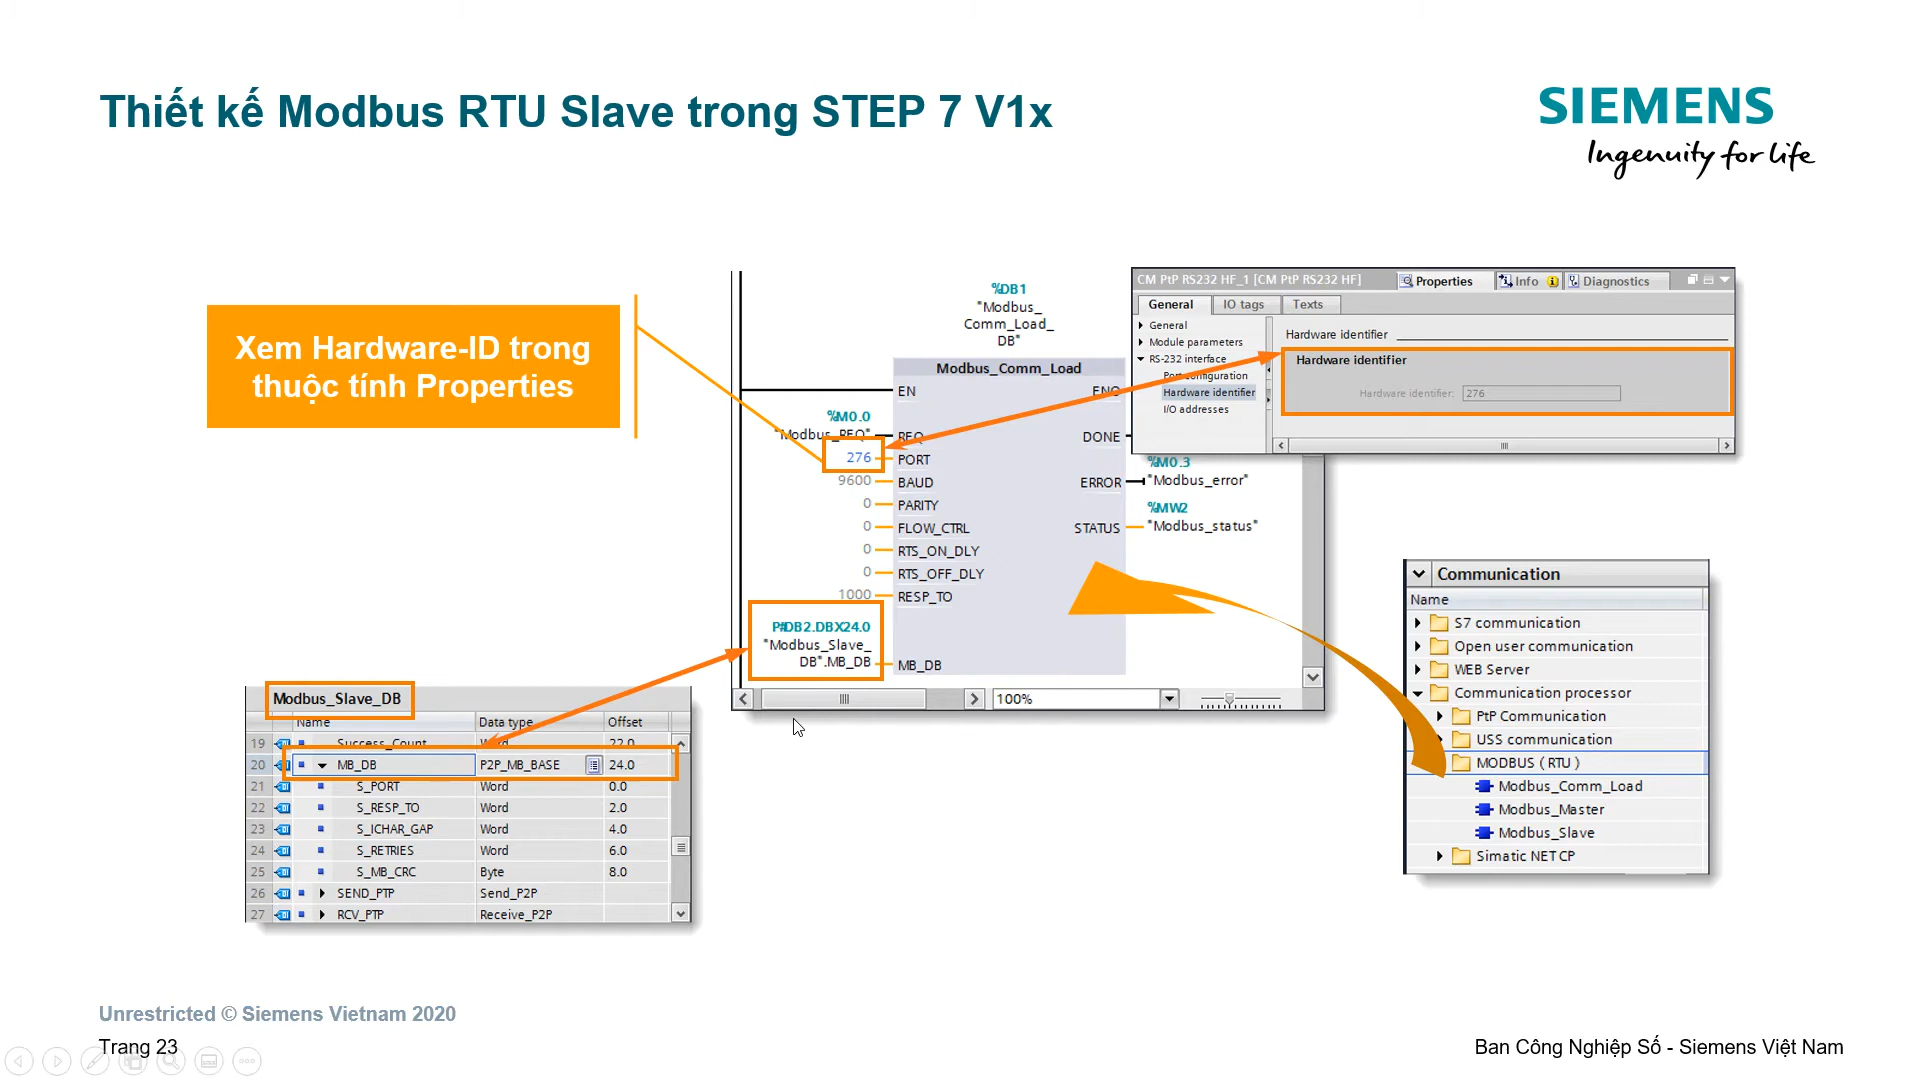 Thiết kế Modbus RTU Slave trong STEP 7 V1x
SIEMENS
Ingenuity for life
Xem Hardware-ID trong
thuộc tính Properties
%DB1
"Modbus_
Comm_Load_
DB"
Modbus_Comm_Load
EN
ENO
%M0.0
"Modbus_REQ"
REQ
DONE
276
PORT
%M0.3
9600
BAUD
ERROR
"Modbus_error"
0
PARITY
%MW2
0
FLOW_CTRL
STATUS
"Modbus_status"
0
RTS_ON_DLY
0
RTS_OFF_DLY
1000
RESP_TO
P#DB2.DBX24.0
"Modbus_Slave_
DB".MB_DB
MB_DB
100%
CM PtP RS232 HF_1 [CM PtP RS232 HF]
Properties
Info
Diagnostics
General
IO tags
Texts
General
Module parameters
RS-232 interface
Port configuration
Hardware identifier
I/O addresses
Hardware identifier
Hardware identifier
Hardware identifier:
276
Communication
Name
S7 communication
Open user communication
WEB Server
Communication processor
PtP Communication
USS communication
MODBUS (RTU)
Modbus_Comm_Load
Modbus_Master
Modbus_Slave
Simatic NET CP
Modbus_Slave_DB
Name Data type Offset
19 Success_Count Word 22.0
20 MB_DB P2P_MB_BASE 24.0
21 S_PORT Word 0.0
22 S_RESP_TO Word 2.0
23 S_ICHAR_GAP Word 4.0
24 S_RETRIES Word 6.0
25 S_MB_CRC Byte 8.0
26 SEND_PTP Send_P2P
27 RCV_PTP Receive_P2P
Unrestricted © Siemens Vietnam 2020
Trang 23
Ban Công Nghiệp Số - Siemens Việt Nam